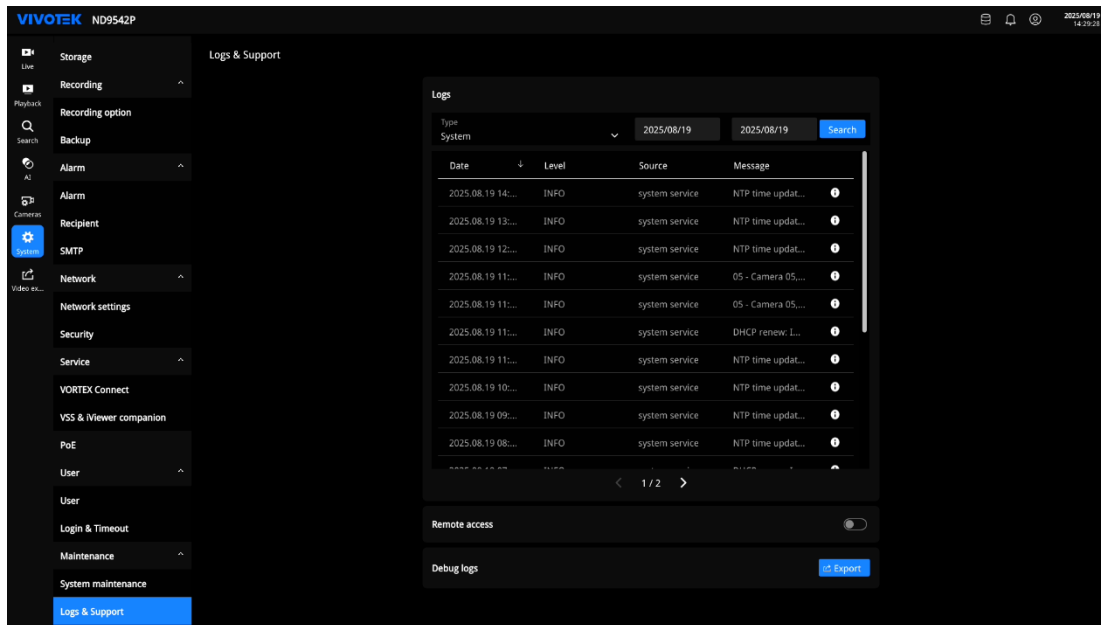 VIVOTEK ND9542P
2025/08/19
14:29:28
Live
Playback
Search
AI
Cameras
System
Video ex...
Storage
Recording
Recording option
Backup
Alarm
Alarm
Recipient
SMTP
Network
Network settings
Security
Service
VORTEX Connect
VSS & iViewer companion
PoE
User
User
Login & Timeout
Maintenance
System maintenance
Logs & Support
Logs & Support
Logs
Type
System
2025/08/19 2025/08/19 Search
Date Level Source Message
2025.08.19 14:... INFO system service NTP time updat...
2025.08.19 13:... INFO system service NTP time updat...
2025.08.19 12:... INFO system service NTP time updat...
2025.08.19 11:... INFO system service 05 - Camera 05,...
2025.08.19 11:... INFO system service 05 - Camera 05,...
2025.08.19 11:... INFO system service DHCP renew: I...
2025.08.19 11:... INFO system service NTP time updat...
2025.08.19 10:... INFO system service NTP time updat...
2025.08.19 09:... INFO system service NTP time updat...
2025.08.19 08:... INFO system service NTP time updat...
1 / 2
Remote access
Debug logs
Export